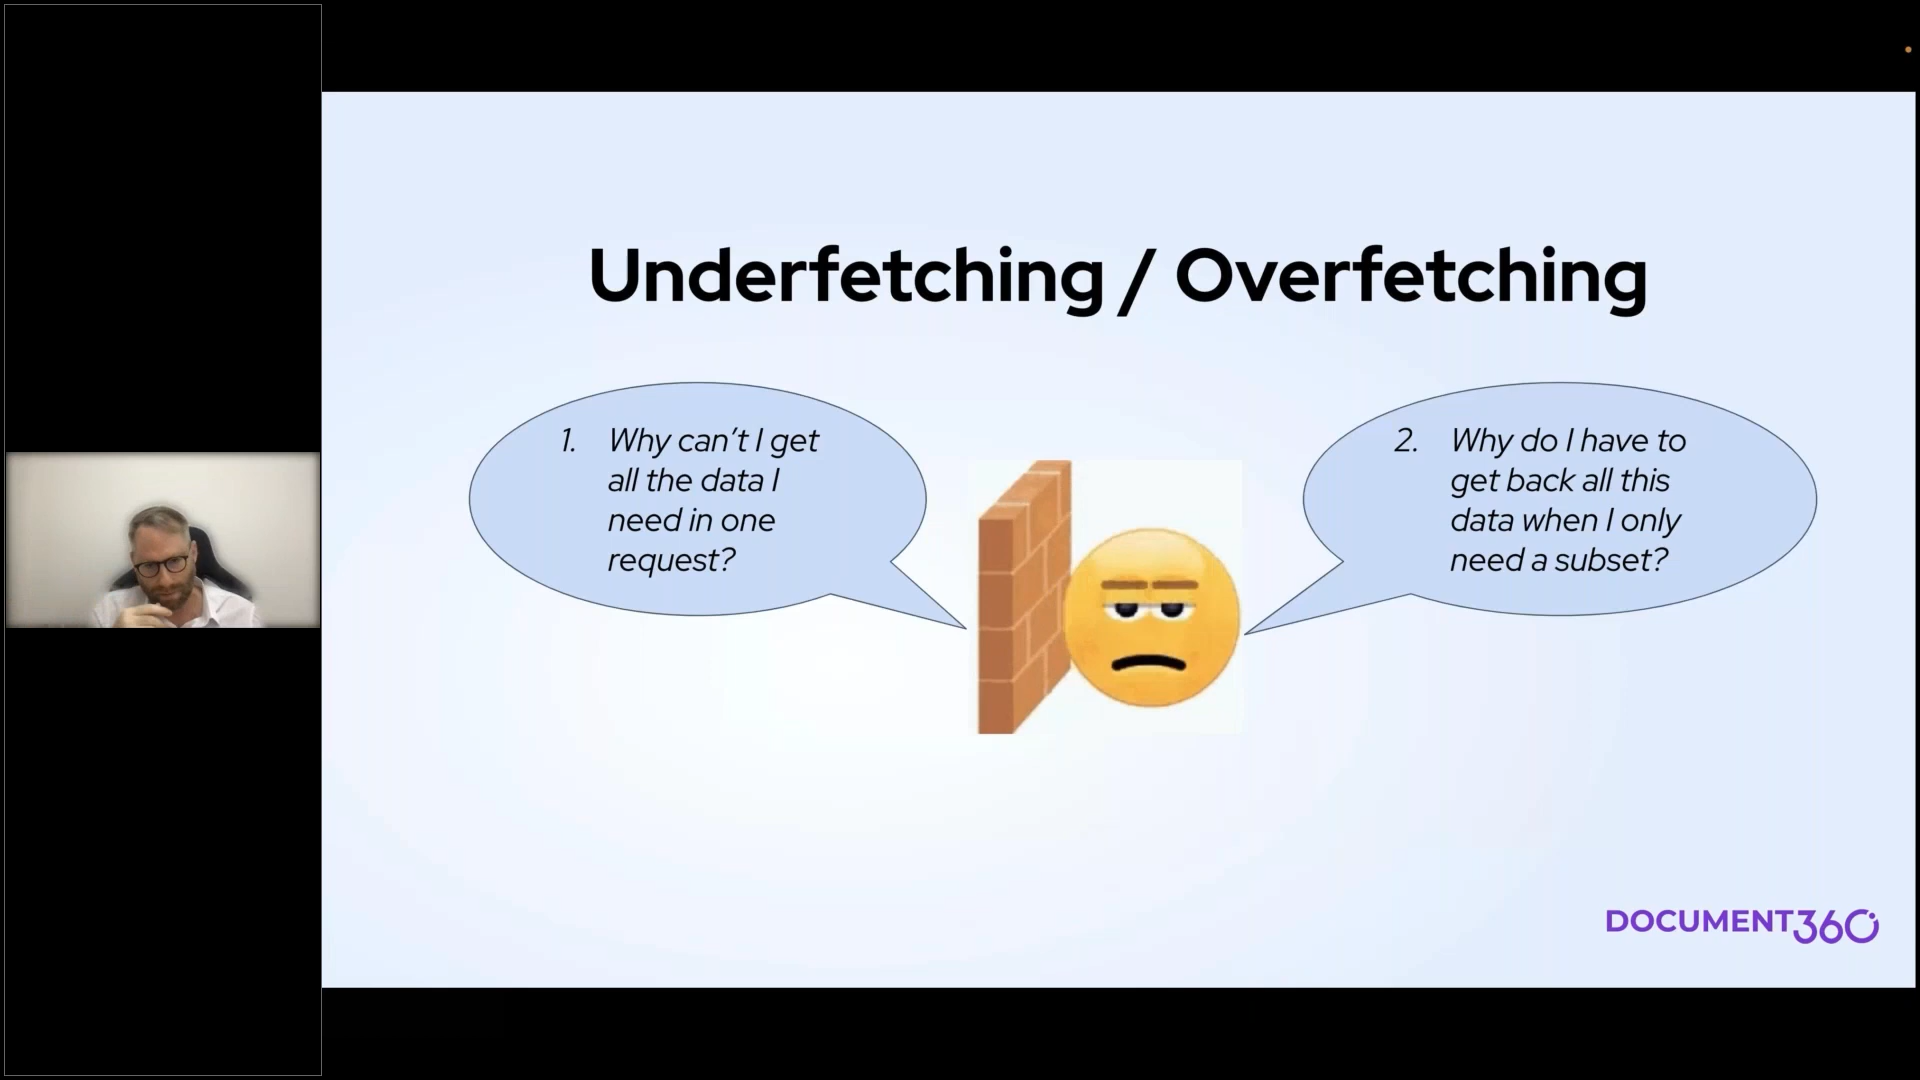 Underfetching / Overfetching
1. Why can’t I get
all the data I
need in one
request?
2. Why do I have to
get back all this
data when I only
need a subset?
DOCUMENT360